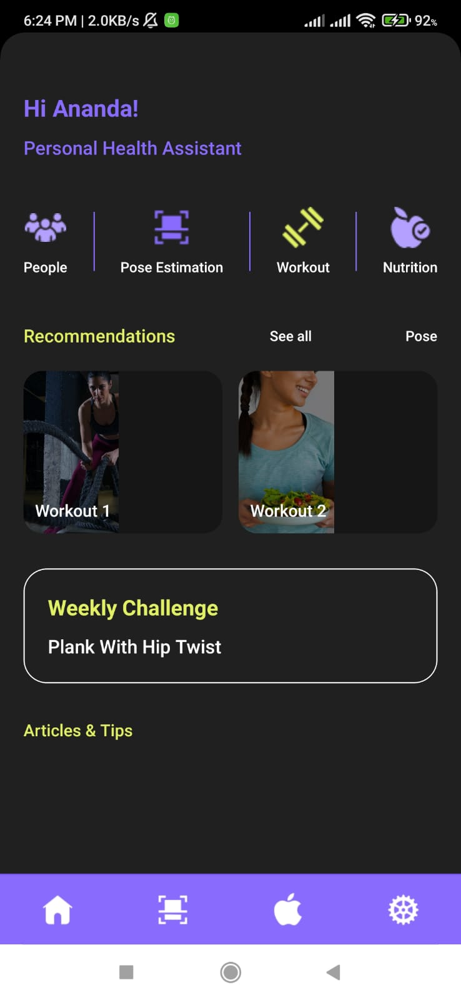 6:24 PM | 2.0KB/s 92%
Hi Ananda!
Personal Health Assistant
People Pose Estimation Workout Nutrition
Recommendations See all Pose
Workout 1 Workout 2
Weekly Challenge
Plank With Hip Twist
Articles & Tips